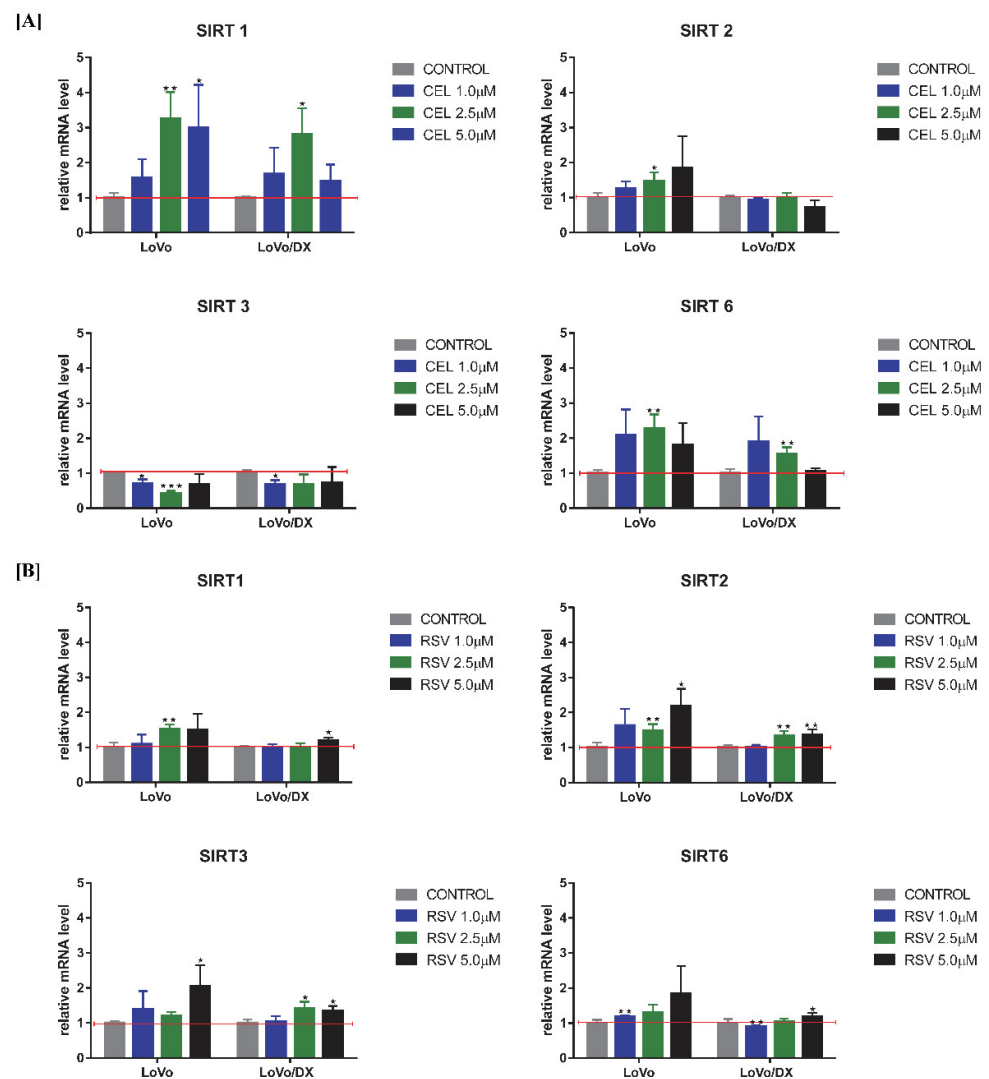 [A]
SIRT 1
relative mRNA level
5
4
3
2
1
0
★★
★
★
LoVo
LoVo/DX
CONTROL
CEL 1.0μM
CEL 2.5μM
CEL 5.0μM
SIRT 2
relative mRNA level
5
4
3
2
1
0
★
LoVo
LoVo/DX
CONTROL
CEL 1.0μM
CEL 2.5μM
CEL 5.0μM
SIRT 3
relative mRNA level
5
4
3
2
1
0
★
★★★
★
LoVo
LoVo/DX
CONTROL
CEL 1.0μM
CEL 2.5μM
CEL 5.0μM
SIRT 6
relative mRNA level
5
4
3
2
1
0
★★
★★
LoVo
LoVo/DX
CONTROL
CEL 1.0μM
CEL 2.5μM
CEL 5.0μM
[B]
SIRT1
relative mRNA level
5
4
3
2
1
0
★★
★
LoVo
LoVo/DX
CONTROL
RSV 1.0μM
RSV 2.5μM
RSV 5.0μM
SIRT2
relative mRNA level
5
4
3
2
1
0
★★
★
★★
★★
LoVo
LoVo/DX
CONTROL
RSV 1.0μM
RSV 2.5μM
RSV 5.0μM
SIRT3
relative mRNA level
5
4
3
2
1
0
★
★
★
LoVo
LoVo/DX
CONTROL
RSV 1.0μM
RSV 2.5μM
RSV 5.0μM
SIRT6
relative mRNA level
5
4
3
2
1
0
★★
★★
★
LoVo
LoVo/DX
CONTROL
RSV 1.0μM
RSV 2.5μM
RSV 5.0μM